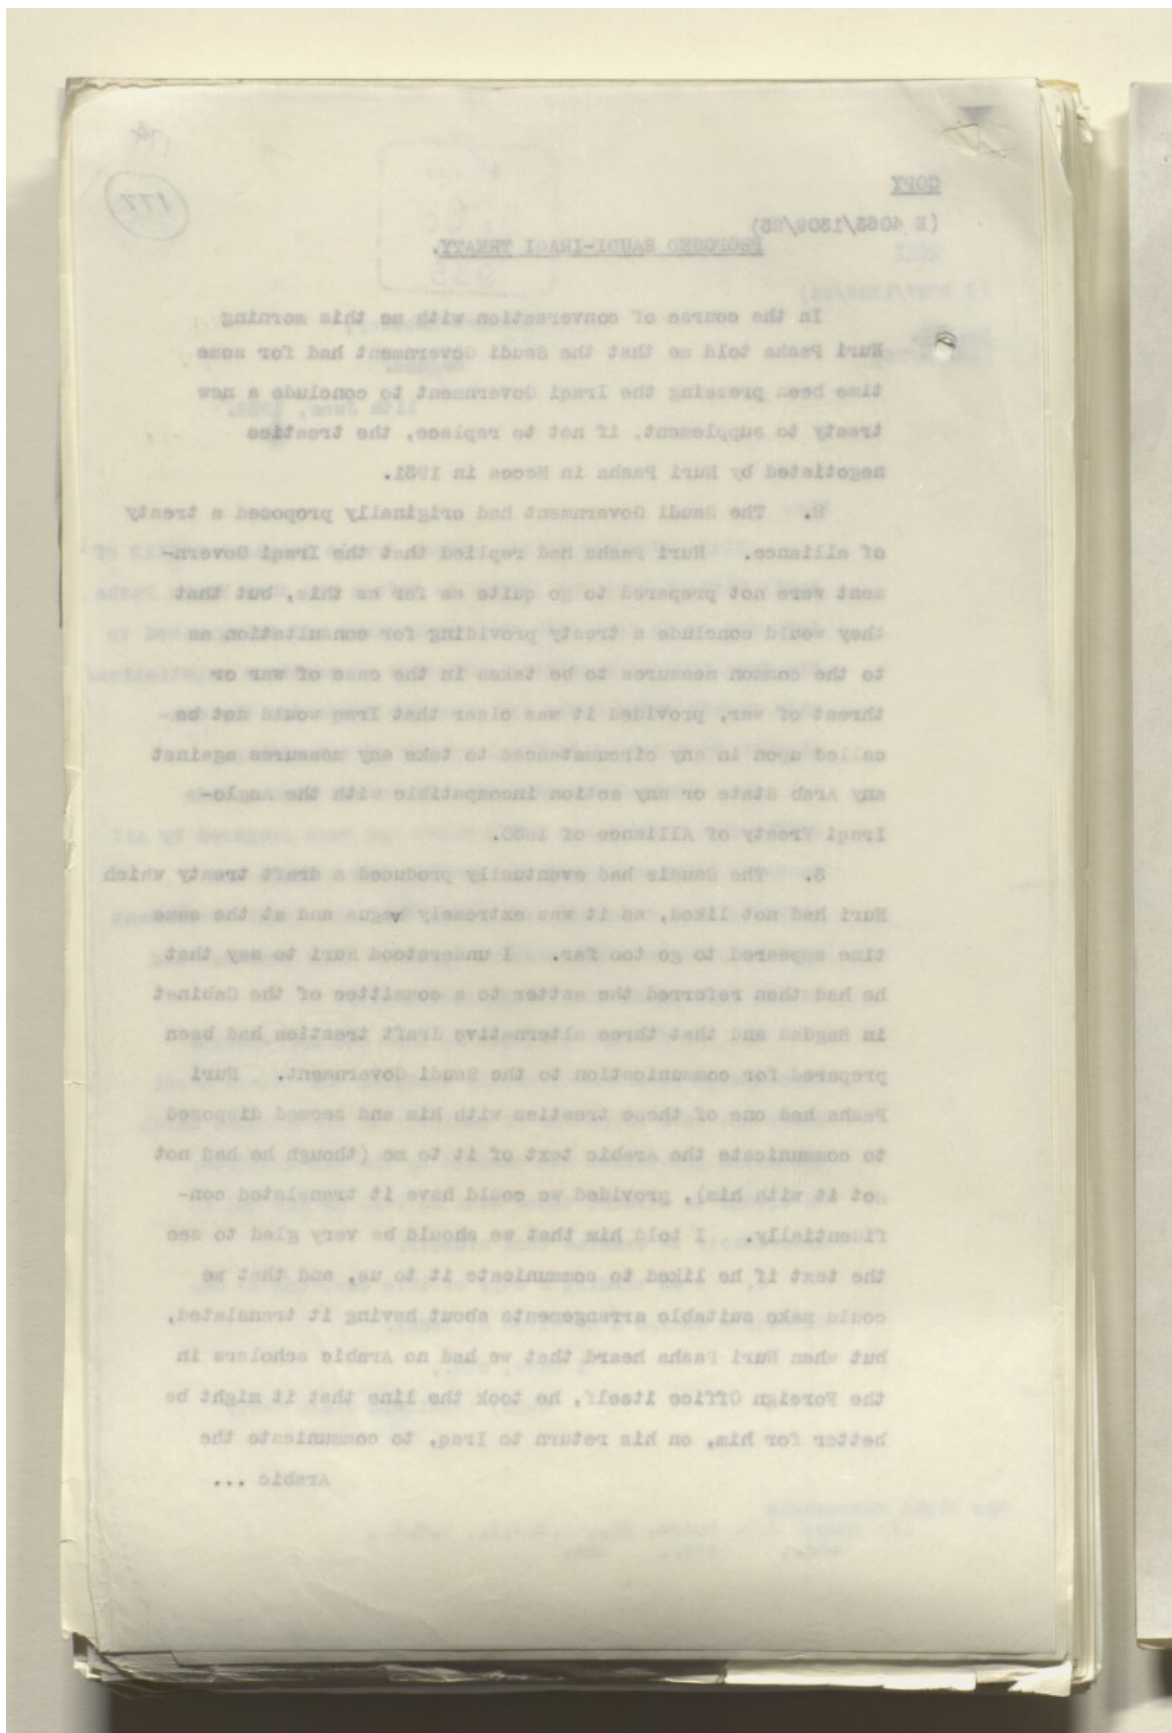 177
COPY
(E 4063/1309/25)
PROPOSED SAUDI-IRAQI TREATY.
In the course of conversation with me this morning
Nuri Pasha told me that the Saudi Government had for some
time been pressing the Iraqi Government to conclude a new
treaty to supplement, if not to replace, the treaties
negotiated by Nuri Pasha in Mecca in 1931.
2. The Saudi Government had originally proposed a treaty
of alliance. Nuri Pasha had replied that the Iraqi Govern-
ment were not prepared to go quite as far as this, but that
they would conclude a treaty providing for consultation as
to the common measures to be taken in the case of war or
threat of war, provided it was clear that Iraq would not be
called upon in any circumstances to take any measures against
any Arab State or any action incompatible with the Anglo-
Iraqi Treaty of Alliance of 1930.
3. The Saudis had eventually produced a draft treaty which
Nuri had not liked, as it was extremely vague and at the same
time appeared to go too far. I understood Nuri to say that
he had then referred the matter to a committee of the Cabinet
in Bagdad and that three alternative draft treaties had been
prepared for communication to the Saudi Government. Nuri
Pasha had one of these treaties with him and seemed disposed
to communicate the Arabic text of it to me (though he had not
got it with him), provided we could have it translated con-
fidentially. I told him that we should be very glad to see
the text if he liked to communicate it to us, and that we
could make suitable arrangements about having it translated,
but when Nuri Pasha heard that we had no Arabic scholars in
the Foreign Office itself, he took the line that it might be
better for him, on his return to Iraq, to communicate the
Arabic ...